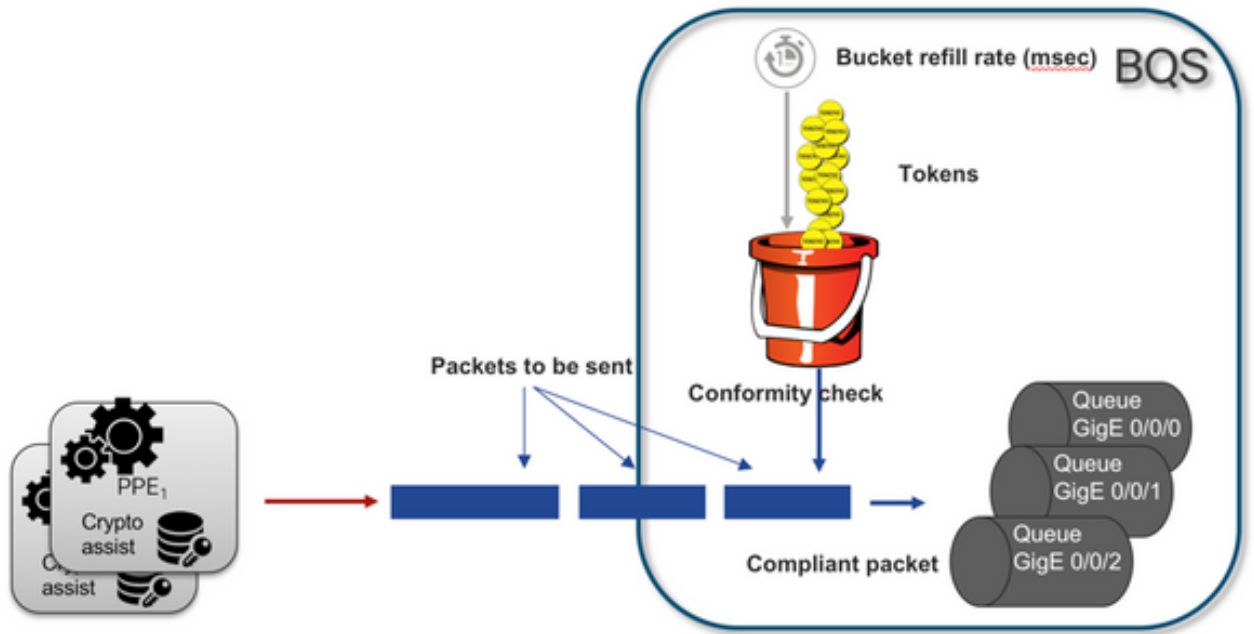 Bucket refill rate (msec)
BQS
Tokens
Packets to be sent
Conformity check
Queue
GigE 0/0/0
Queue
GigE 0/0/1
Queue
GigE 0/0/2
PPE₁
Crypto
assist
assist
Compliant packet